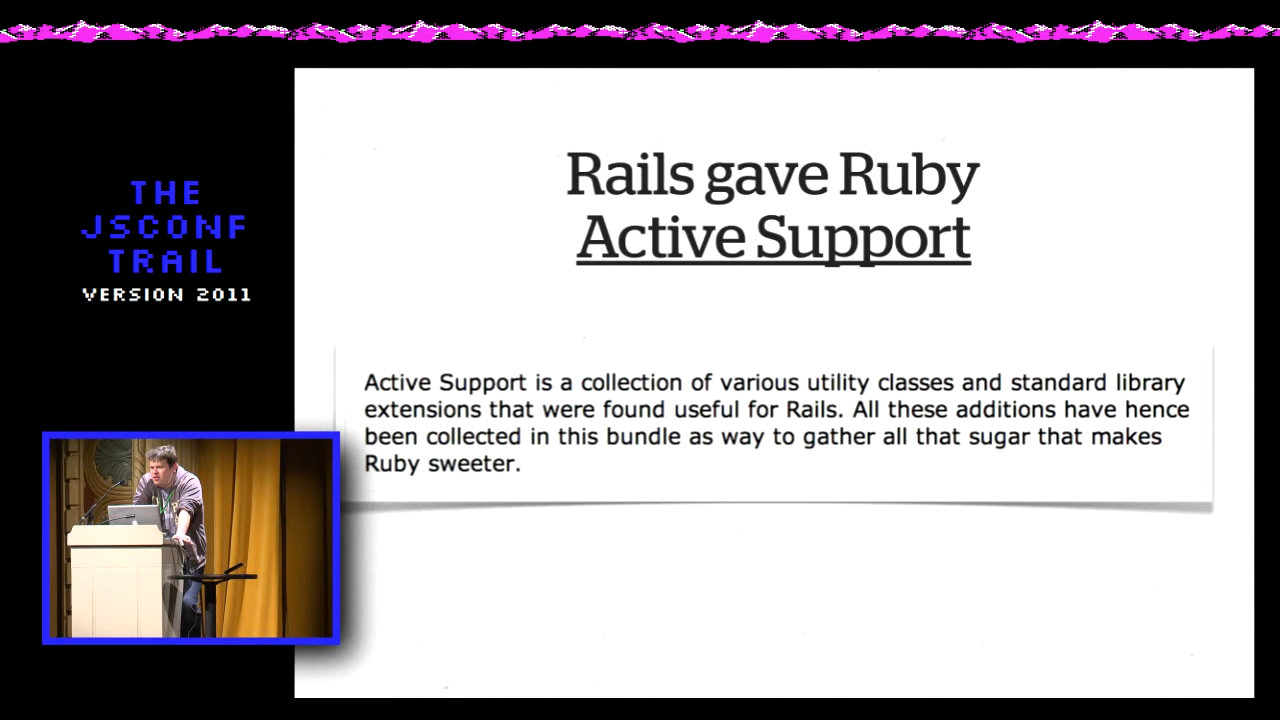 THE
JSCONF
TRAIL
VERSION 2011
Rails gave Ruby
Active Support
Active Support is a collection of various utility classes and standard library
extensions that were found useful for Rails. All these additions have hence
been collected in this bundle as way to gather all that sugar that makes
Ruby sweeter.